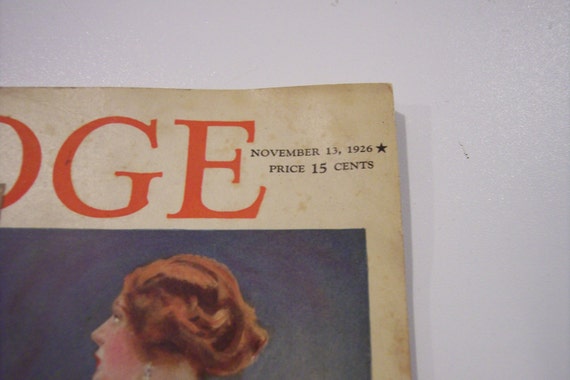 DGE
NOVEMBER 13, 1926 ★
PRICE 15 CENTS